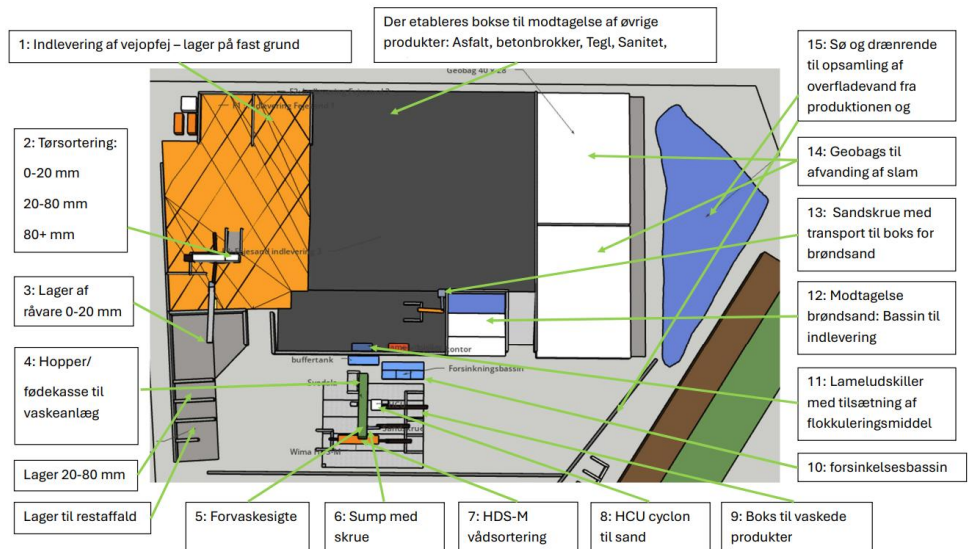 1: Indlevering af vejopfej – lager på fast grund
Der etableres bokse til modtagelse af øvrige
produkter: Asfalt, betonbrokker, Tegl, Sanitet,
15: Sø og drænrende
til opsamling af
overfladevand fra
produktionen og
Geobag 40 x 28
2: Tørsortering:
0-20 mm
20-80 mm
80+ mm
14: Geobags til
afvanding af slam
13: Sandskrue med
transport til boks for
brøndsand
Fejesand indlevering
3: Lager af
råvare 0-20 mm
12: Modtagelse
brøndsand: Bassin til
indlevering
4: Hopper/
fødekasse til
vaskeanlæg
buffertank
Forsinkningsbassin
11: Lameludskiller
med tilsætning af
flokkuleringsmiddel
Lager 20-80 mm
10: forsinkelsesbassin
Lager til restaffald
5: Forvaskesigte
6: Sump med
skrue
7: HDS-M
vådsortering
8: HCU cyclon
til sand
9: Boks til vaskede
produkter